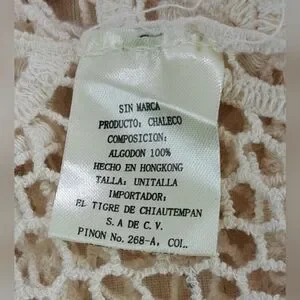 SIN MARCA
PRODUCTO: CHALECO
COMPOSICION:
ALGODON 100%
HECHO EN HONGKONG
TALLA: UNITALLA
IMPORTADOR:
EL TIGRE DE CHIAUTEMPAN
S. A DE C. V.
PINON No. 268-A, COL.